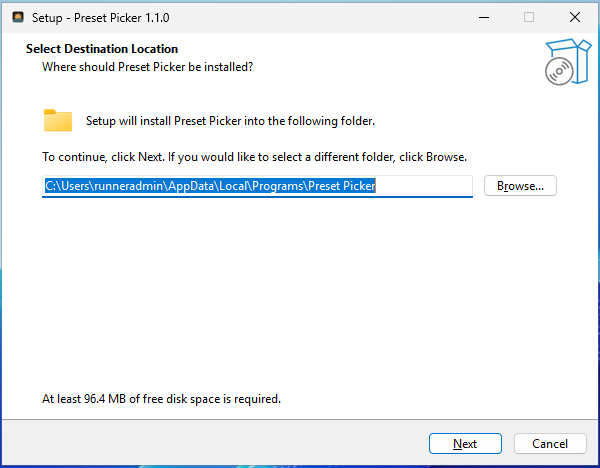 Setup - Preset Picker 1.1.0
Select Destination Location
Where should Preset Picker be installed?
Setup will install Preset Picker into the following folder.
To continue, click Next. If you would like to select a different folder, click Browse.
C:\Users\runneradmin\AppData\Local\Programs\Preset Picker
Browse...
At least 96.4 MB of free disk space is required.
Next
Cancel